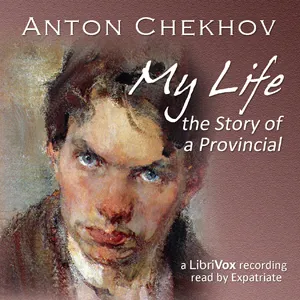 ANTON CHEKHOV
My Life
the Story of
a Provincial
a LibriVox recording
read by Expatriate